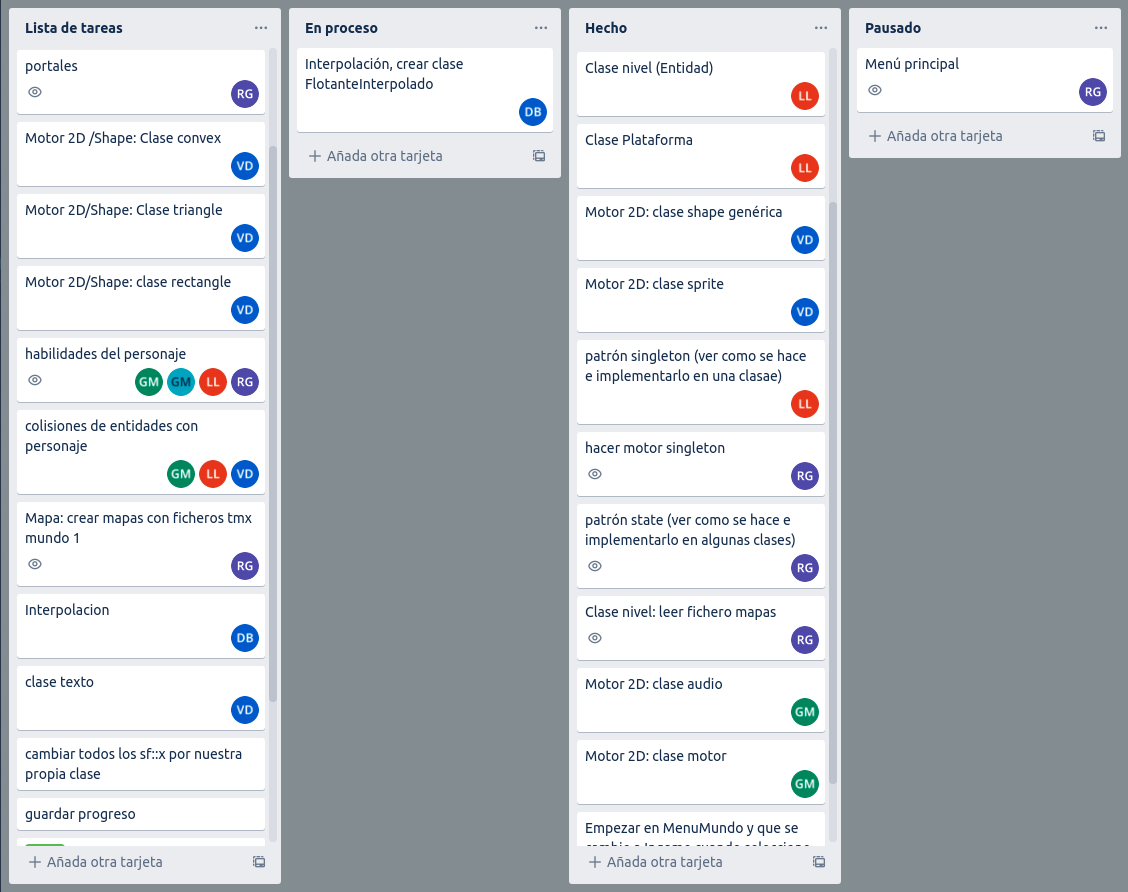 Lista de tareas
portales
RG
Motor 2D /Shape: Clase convex
VD
Motor 2D/Shape: Clase triangle
VD
Motor 2D/Shape: clase rectangle
VD
habilidades del personaje
GM GM LL RG
colisiones de entidades con
personaje
GM LL VD
Mapa: crear mapas con ficheros tmx
mundo 1
RG
Interpolacion
DB
clase texto
VD
cambiar todos los sf::x por nuestra
propia clase
guardar progreso
Añada otra tarjeta
En proceso
Interpolación, crear clase
FlotanteInterpolado
DB
Añada otra tarjeta
Hecho
Clase nivel (Entidad)
LL
Clase Plataforma
LL
Motor 2D: clase shape genérica
VD
Motor 2D: clase sprite
VD
patrón singleton (ver como se hace
e implementarlo en una clasae)
LL
hacer motor singleton
RG
patrón state (ver como se hace e
implementarlo en algunas clases)
RG
Clase nivel: leer fichero mapas
RG
Motor 2D: clase audio
GM
Motor 2D: clase motor
GM
Empezar en MenuMundo y que se
Añada otra tarjeta
Pausado
Menú principal
RG
Añada otra tarjeta